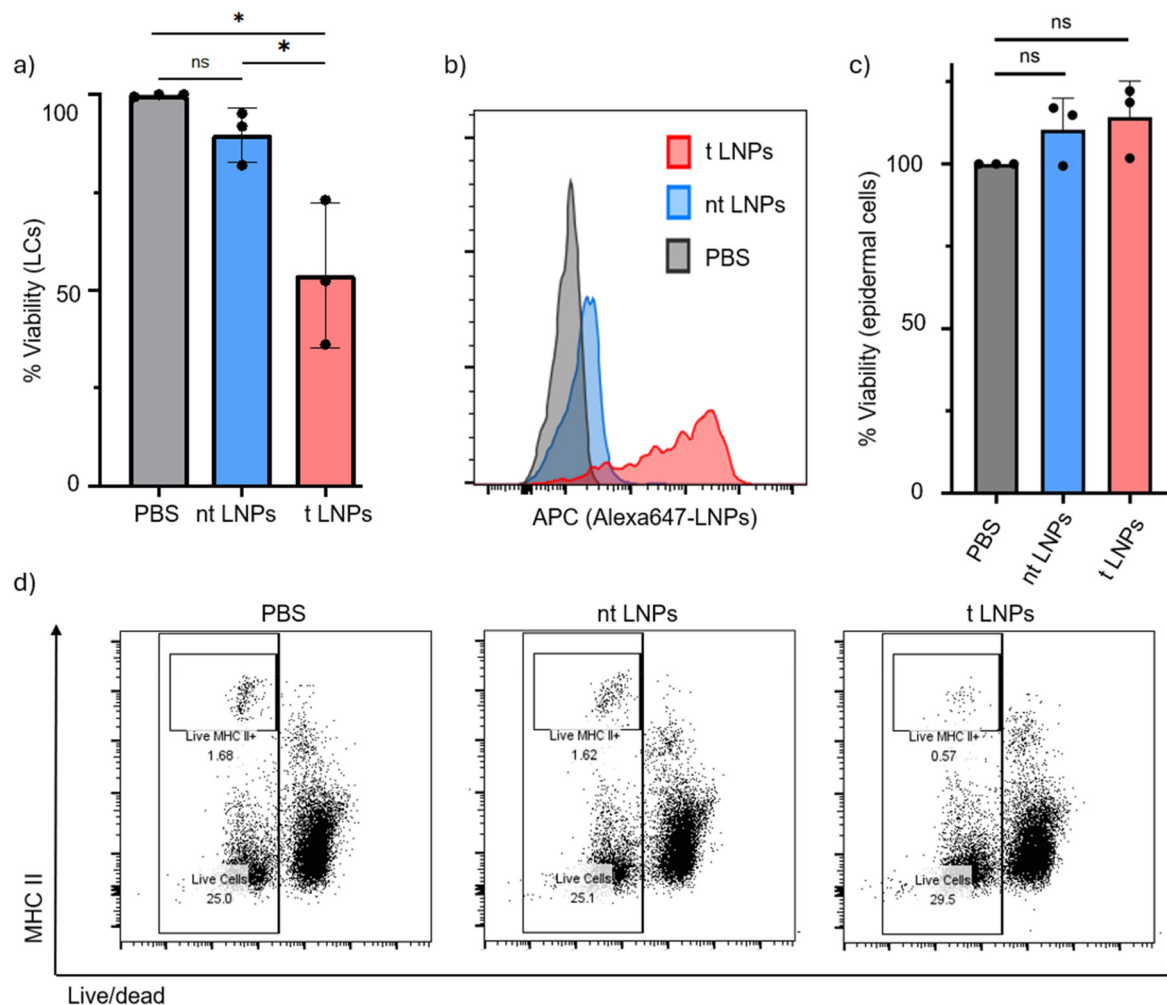 a)
*
*
ns
100
50
0
% Viability (LCs)
PBS
nt LNPs
t LNPs
b)
t LNPs
nt LNPs
PBS
APC (Alexa647-LNPs)
c)
ns
ns
100
50
0
% Viability (epidermal cells)
PBS
nt LNPs
t LNPs
d)
PBS
nt LNPs
t LNPs
Live MHC II+
1.68
Live Cells
25.0
Live MHC II+
1.62
Live Cells
25.1
Live MHC II+
0.57
Live Cells
29.5
MHC II
Live/dead